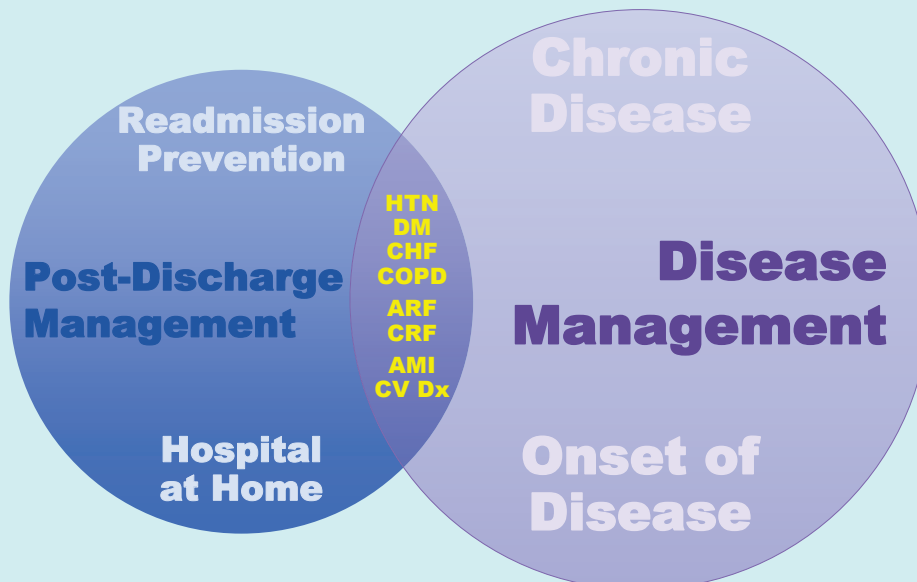 Readmission
Prevention
Post-Discharge
Management
Hospital
at Home
HTN
DM
CHF
COPD
ARF
CRF
AMI
CV Dx
Chronic
Disease
Disease
Management
Onset of
Disease